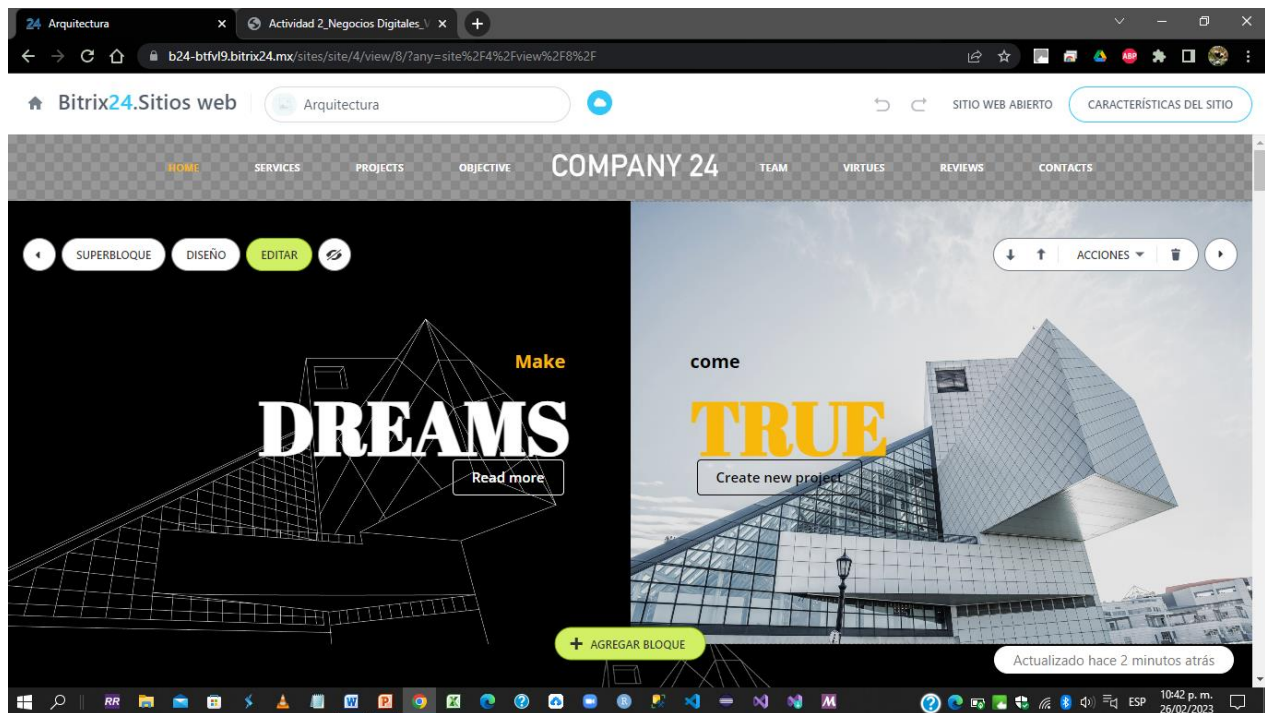 24 Arquitectura
Actividad 2_Negocios Digitales_V
b24-btfvl9.bitrix24.mx/sites/site/4/view/8/?any=site%2F4%2Fview%2F8%2F
ABP
Bitrix24.Sitios web
Arquitectura
SITIO WEB ABIERTO
CARACTERÍSTICAS DEL SITIO
HOME SERVICES PROJECTS OBJECTIVE COMPANY 24 TEAM VIRTUES REVIEWS CONTACTS
SUPERBLOQUE DISEÑO EDITAR
ACCIONES
Make
come
DREAMS
TRUE
Read more
Create new project
+ AGREGAR BLOQUE
Actualizado hace 2 minutos atrás
RR
ESP
10:42 p. m.
26/02/2023